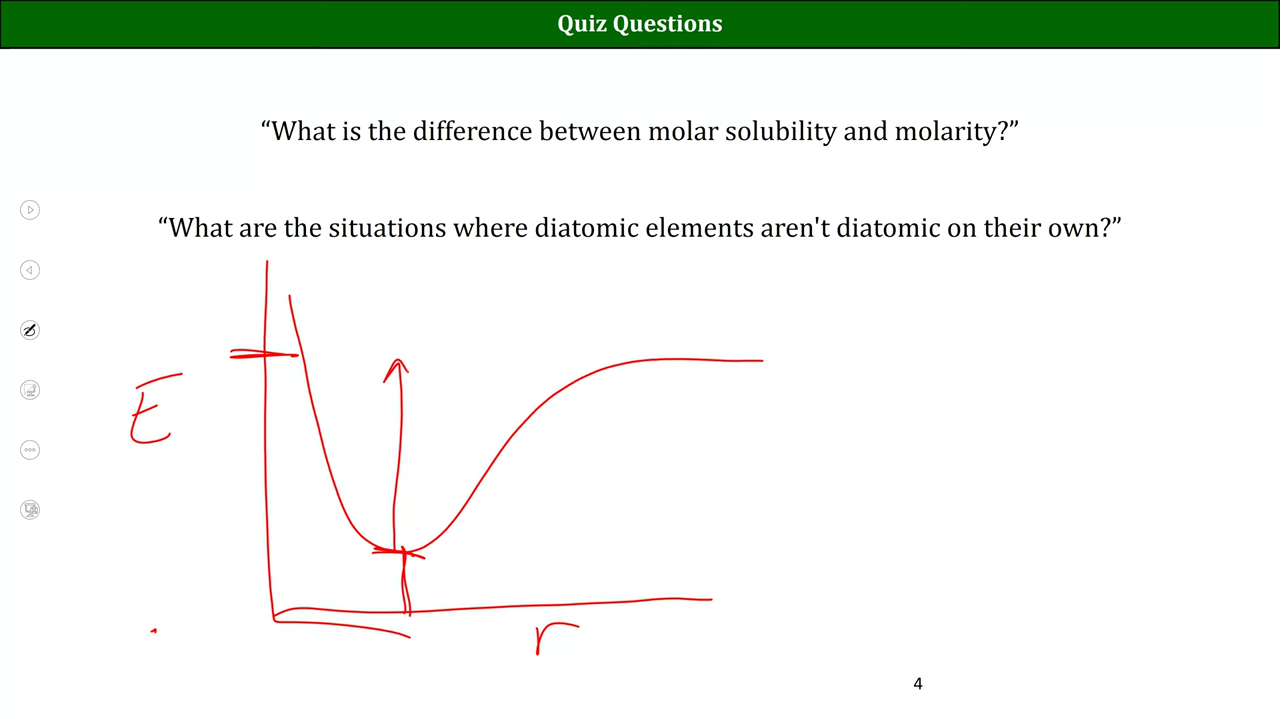 Quiz Questions
“What is the difference between molar solubility and molarity?”
“What are the situations where diatomic elements aren't diatomic on their own?”
E
r
4